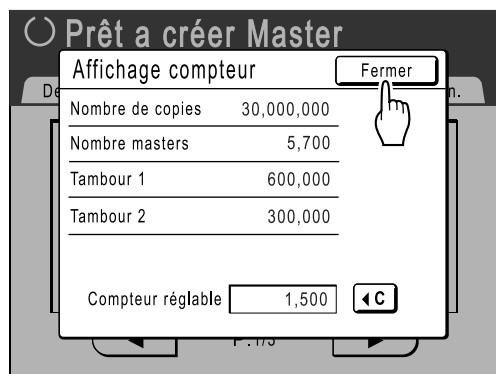 Prêt a créer Master
Affichage compteur
Fermer
Nombre de copies 30,000,000
Nombre masters 5,700
Tambour 1 600,000
Tambour 2 300,000
Compteur réglable 1,500 C